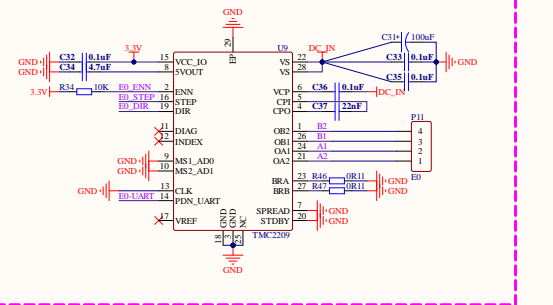 GND
29
EP
U9
C32 0.1uF
3.3V
GND
15 VCC_IO
GND
C34 4.7uF
8 5VOUT
3.3V
R34 10K
E0_ENN
2 ENN
E0_STEP
16 STEP
E0_DIR
19 DIR
11 DIAG
12 INDEX
GND
9 MS1_AD0
GND
10 MS2_AD1
GND
13 CLK
E0-UART
14 PDN_UART
17 VREF
VS 22
VS 28
DC_IN
C31 + 100uF
C33 0.1uF
GND
C35 0.1uF
VCP 6
C36 0.1uF
DC_IN
CPI 5
CPO 4
C37 22nF
P11
OB2 1 B2 4
OB1 26 B1 3
OA1 24 A1 2
OA2 21 A2 1
E0
BRA 23 R46 0R11 GND
BRB 27 R47 0R11 GND
SPREAD 7 GND
STDBY 20 GND
GND
GND
NC
18
3
25
TMC2209
GND